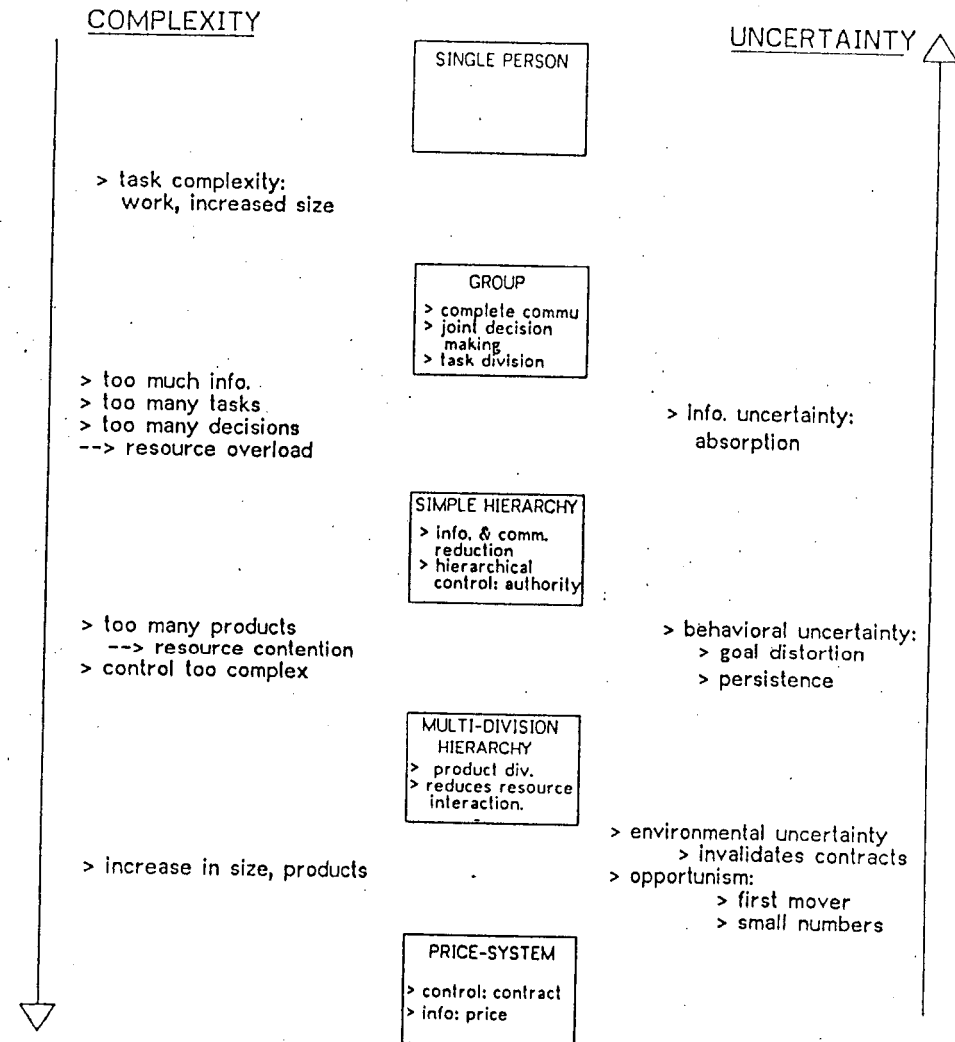 COMPLEXITY
UNCERTAINTY
SINGLE PERSON
> task complexity:
work, increased size
GROUP
> complete commu
> joint decision
making
> task division
> too much info.
> too many tasks
> too many decisions
--> resource overload
> info. uncertainty:
absorption
SIMPLE HIERARCHY
> info. & comm.
reduction
> hierarchical
control: authority
> too many products
--> resource contention
> control too complex
> behavioral uncertainty:
> goal distortion
> persistence
MULTI-DIVISION
HIERARCHY
> product div.
> reduces resource
interaction.
> increase in size, products
> environmental uncertainty
> invalidates contracts
> opportunism:
> first mover
> small numbers
PRICE-SYSTEM
> control: contract
> info: price